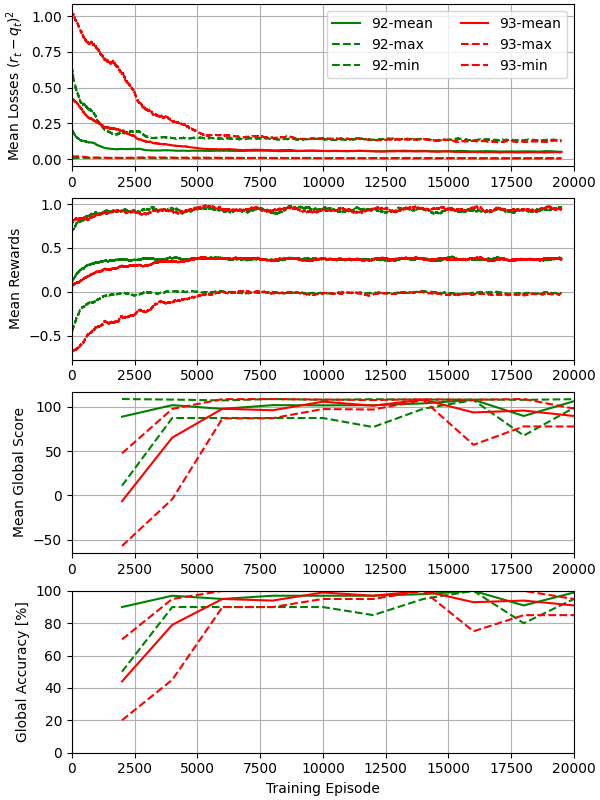 Mean Losses $(r_t - q_t)^2$
1.00
0.75
0.50
0.25
0.00
92-mean 93-mean
92-max 93-max
92-min 93-min
0 2500 5000 7500 10000 12500 15000 17500 20000
Mean Rewards
1.0
0.5
0.0
−0.5
0 2500 5000 7500 10000 12500 15000 17500 20000
Mean Global Score
100
50
0
−50
0 2500 5000 7500 10000 12500 15000 17500 20000
Global Accuracy [%]
100
80
60
40
20
0
0 2500 5000 7500 10000 12500 15000 17500 20000
Training Episode